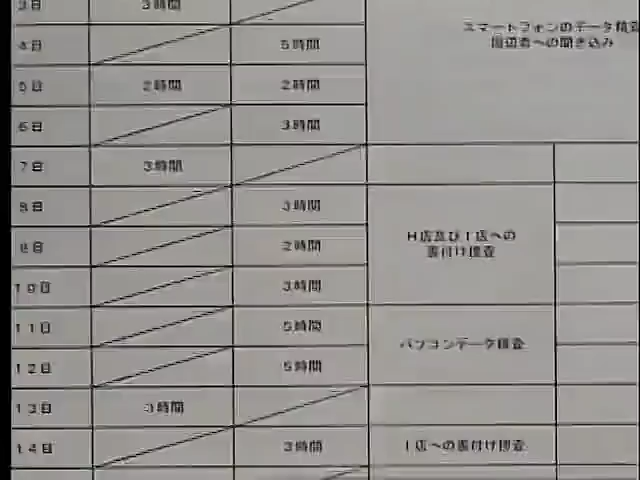 3日 3時間
スマートフォンのデータ精査
周辺者への聞き込み
4日 5時間
5日 2時間 2時間
6日 3時間
7日 3時間
8日 3時間
H店及びI店への
裏付け捜査
9日 2時間
10日 3時間
11日 5時間
パソコンデータ精査
12日 5時間
13日 3時間
14日 3時間 I店への裏付け捜査